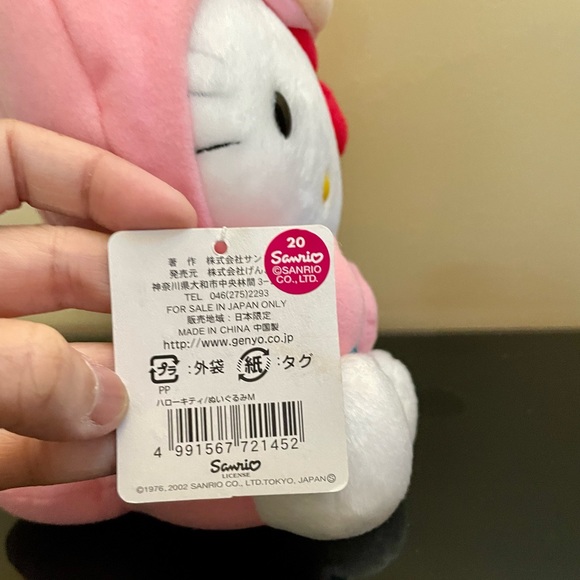 20
Sanrio
©SANRIO
CO., LTD.
著 作 株式会社サン
発売元 株式会社げん
神奈川県大和市中央林間 3-
TEL 046(275)2293
FOR SALE IN JAPAN ONLY
販売地域:日本限定
MADE IN CHINA 中国製
http://www.genyo.co.jp
プラ :外袋 紙 :タグ
PP
ハローキティ/ぬいぐるみM
4 991567 721452
Sanrio
LICENSE
©1976, 2002 SANRIO CO., LTD.TOKYO, JAPAN Ⓢ